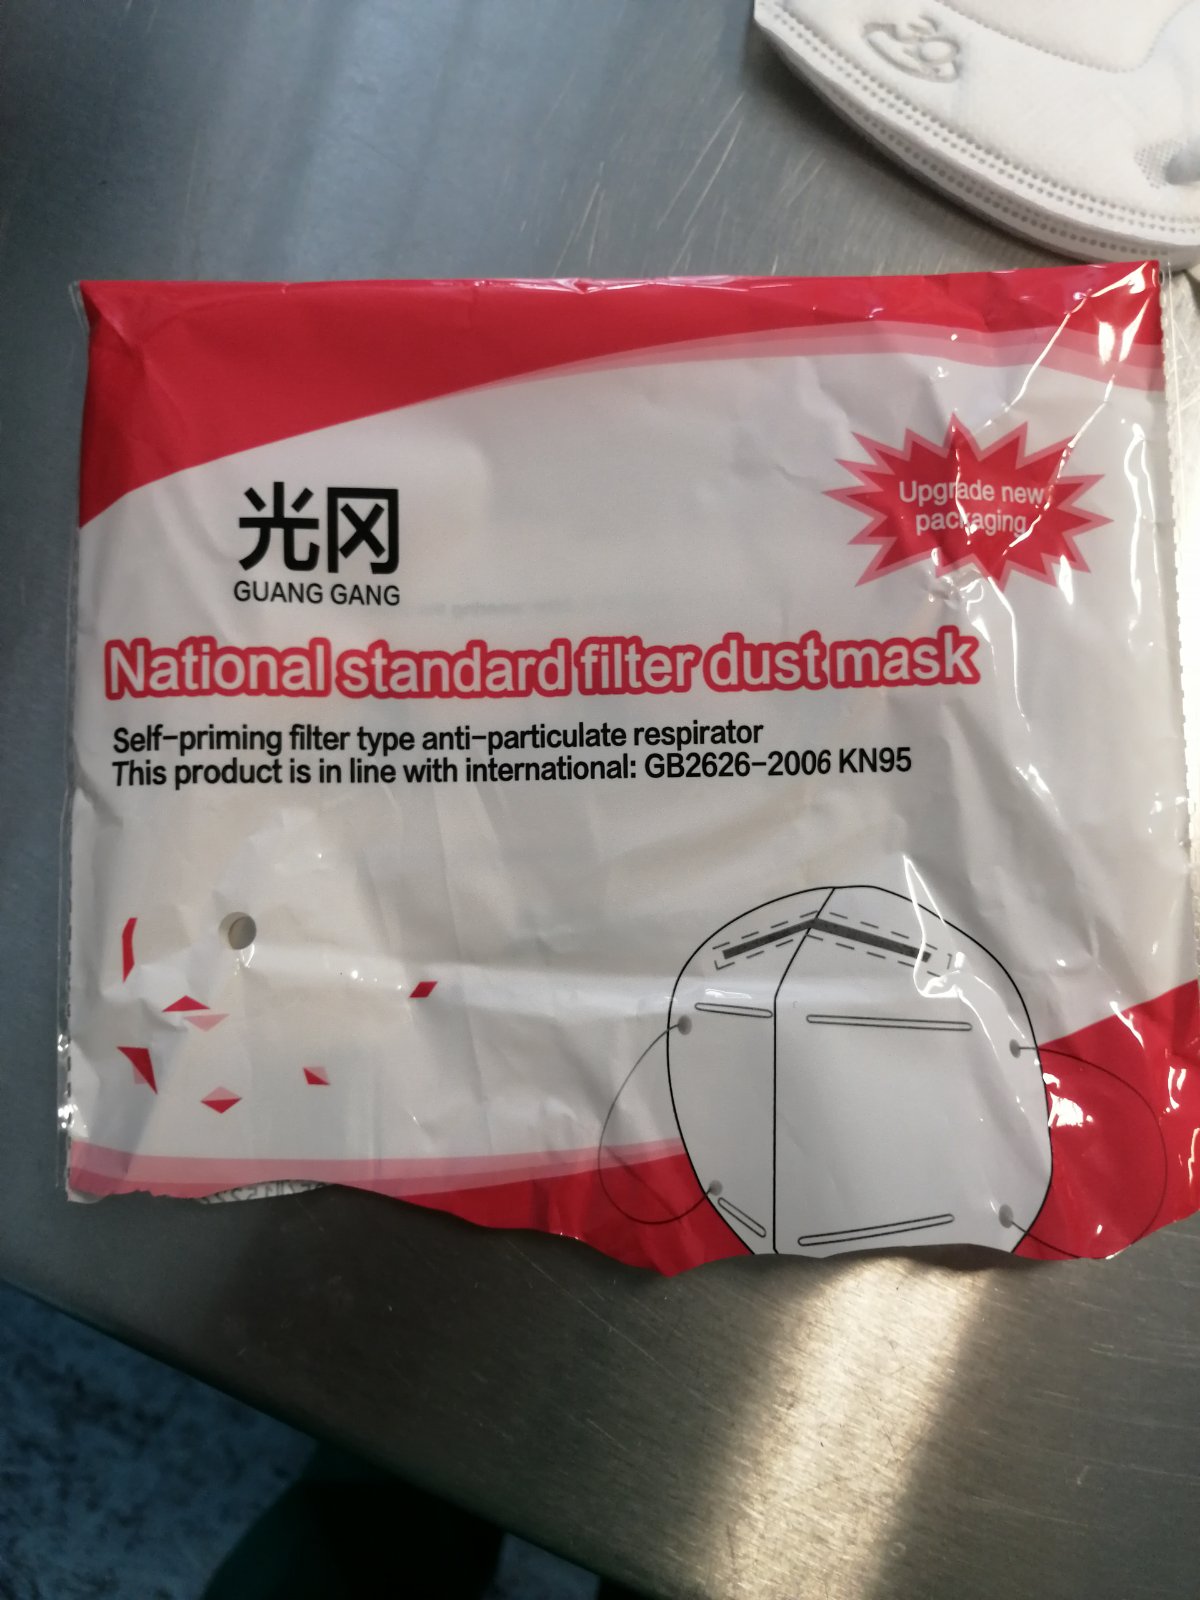 光冈
GUANG GANG
Upgrade new
packaging
National standard filter dust mask
Self-priming filter type anti-particulate respirator
This product is in line with international: GB2626-2006 KN95